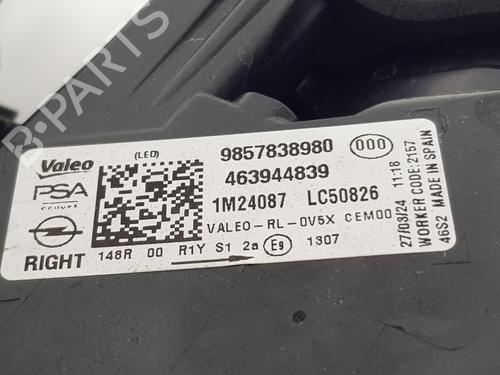 B-PARTS
Valeo (LED) 9857838980 000
PSA GROUPE 463944839
1M24087 LC50826
VALEO-RL-0V5X CEM00
RIGHT 148R 00 R1Y S1 2a E9 1307
27/03/24 11:18
WORKER CODE:2157
46S2 MADE IN SPAIN